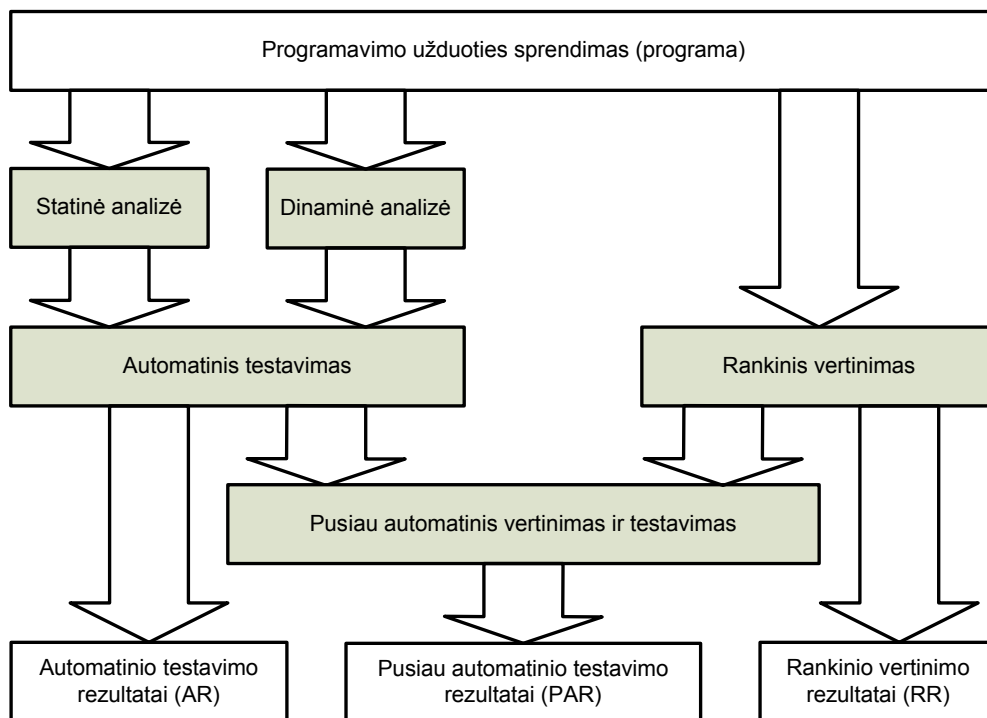 Programavimo užduoties sprendimas (programa)
Statinė analizė
Dinaminė analizė
Automatinis testavimas
Rankinis vertinimas
Pusiau automatinis vertinimas ir testavimas
Automatinio testavimo
rezultatai (AR)
Pusiau automatinio testavimo
rezultatai (PAR)
Rankinio vertinimo
rezultatai (RR)